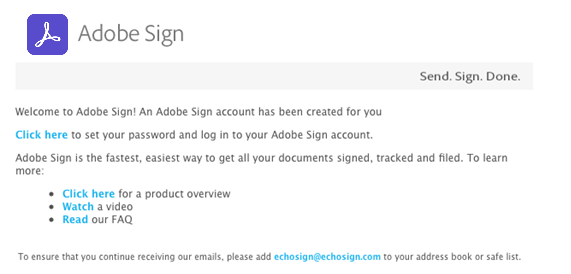 Adobe Sign
Send. Sign. Done.
Welcome to Adobe Sign! An Adobe Sign account has been created for you
Click here to set your password and log in to your Adobe Sign account.
Adobe Sign is the fastest, easiest way to get all your documents signed, tracked and filed. To learn
more:
• Click here for a product overview
• Watch a video
• Read our FAQ
To ensure that you continue receiving our emails, please add echosign@echosign.com to your address book or safe list.